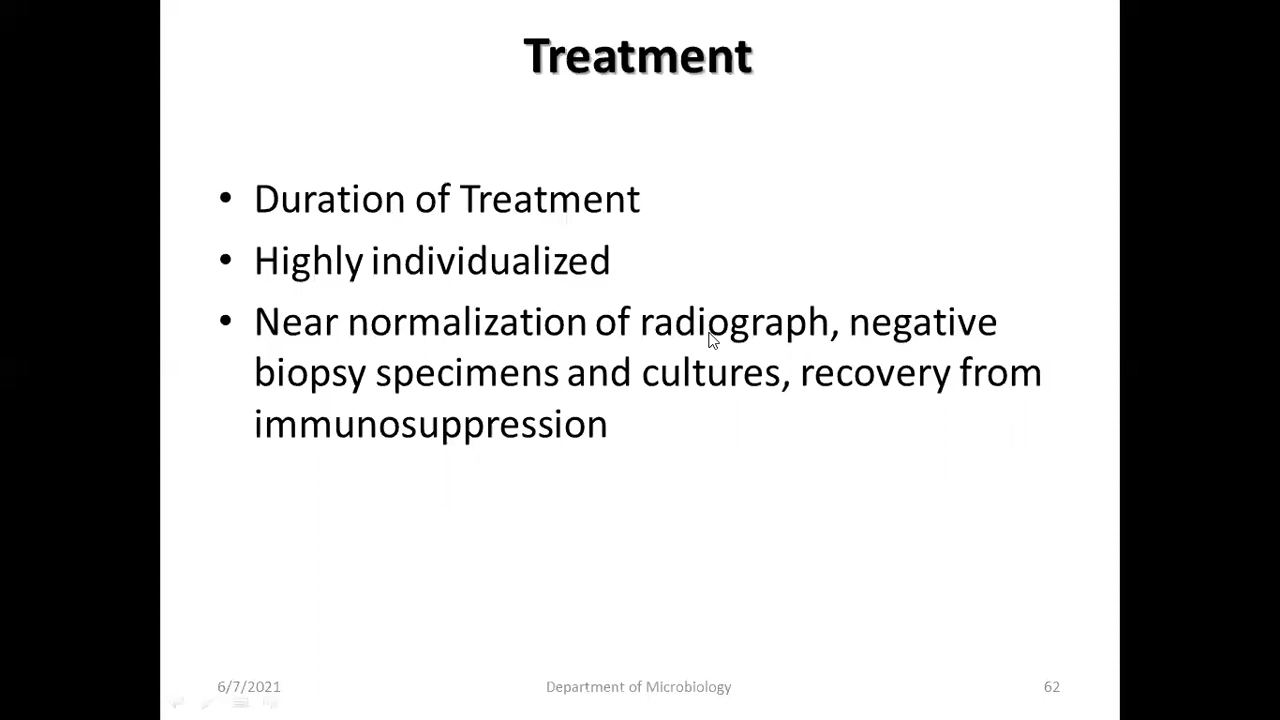 Treatment
• Duration of Treatment
• Highly individualized
• Near normalization of radiograph, negative
biopsy specimens and cultures, recovery from
immunosuppression
6/7/2021 Department of Microbiology 62